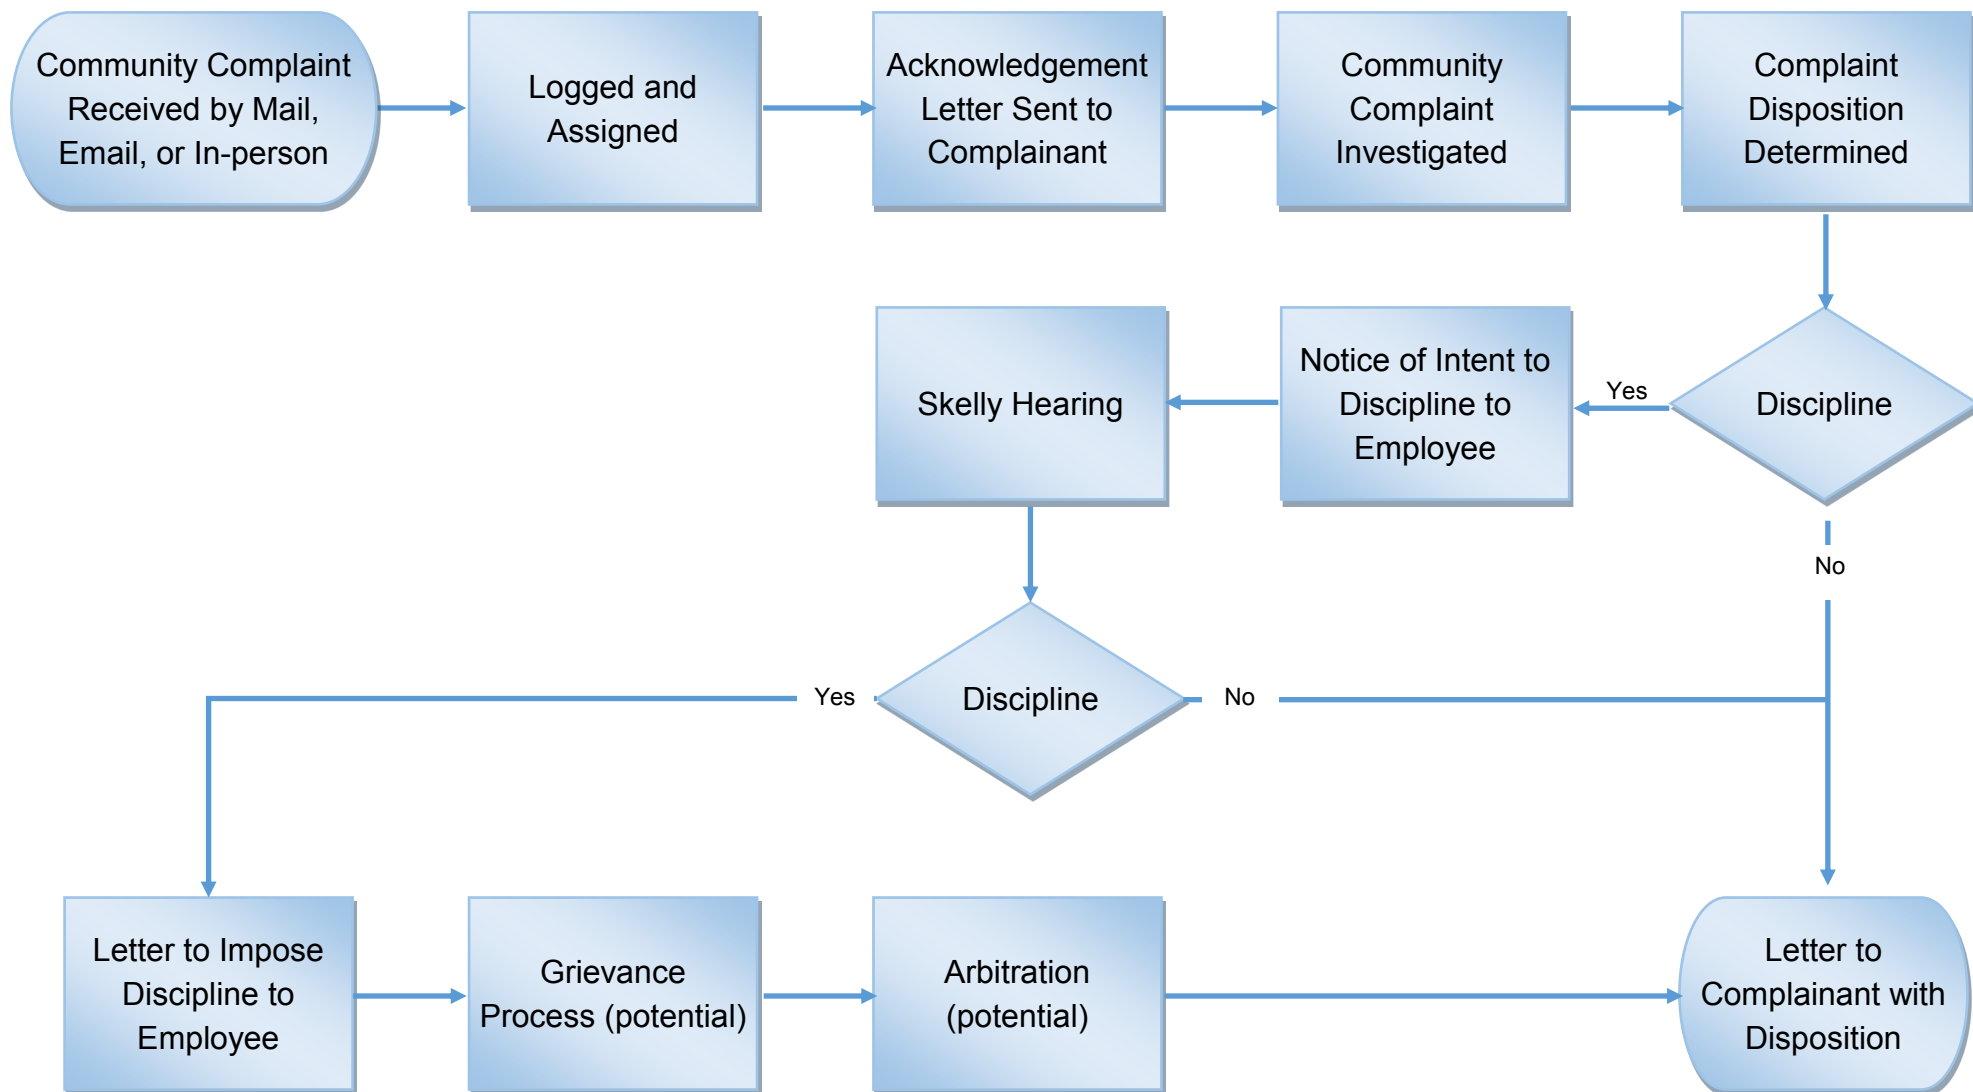 Community Complaint
Received by Mail,
Email, or In-person
Logged and
Assigned
Acknowledgement
Letter Sent to
Complainant
Community
Complaint
Investigated
Complaint
Disposition
Determined
Skelly Hearing
Notice of Intent to
Discipline to
Employee
Yes
Discipline
No
Yes
Discipline
No
Letter to Impose
Discipline to
Employee
Grievance
Process (potential)
Arbitration
(potential)
Letter to
Complainant with
Disposition